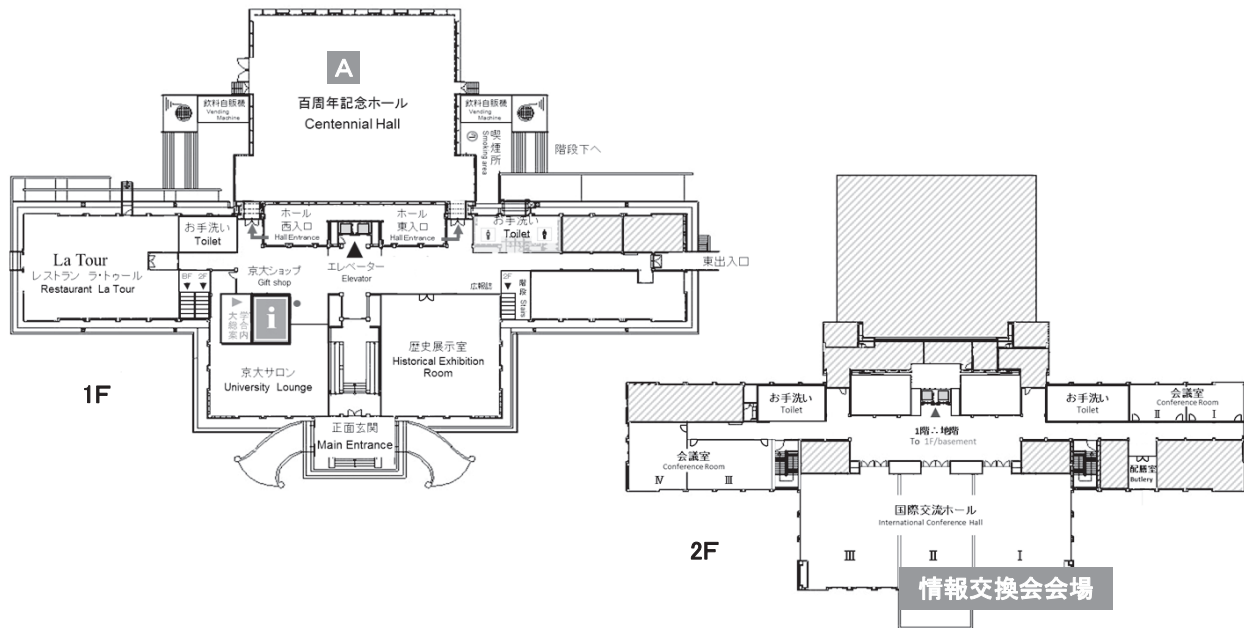 A
百周年記念ホール
Centennial Hall
飲料自販機
Vending
Machine
飲料自販機
Vending
Machine
喫煙所
Smoking area
階段下へ
ホール
西入口
Hall Entrance
ホール
東入口
Hall Entrance
お手洗い
Toilet
お手洗い
Toilet
La Tour
レストラン ラ・トゥール
Restaurant La Tour
BF 2F
京大ショップ
Gift shop
エレベーター
Elevator
広報誌
2F
階段 Stairs
東出入口
大学
総合
案内
i
京大サロン
University Lounge
歴史展示室
Historical Exhibition
Room
1F
正面玄関
Main Entrance
お手洗い
Toilet
お手洗い
Toilet
会議室
Conference Room
Ⅱ Ⅰ
1階∴地階
To 1F/basement
会議室
Conference Room
Ⅳ Ⅲ
配膳室
Butlery
国際交流ホール
International Conference Hall
Ⅲ Ⅱ Ⅰ
2F
情報交換会会場